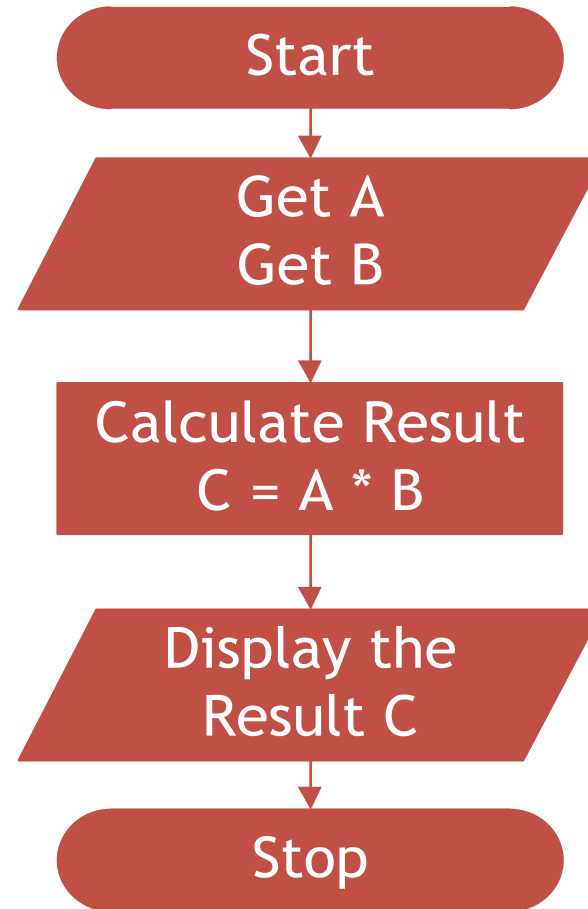 Start
Get A
Get B
Calculate Result
C = A * B
Display the
Result C
Stop